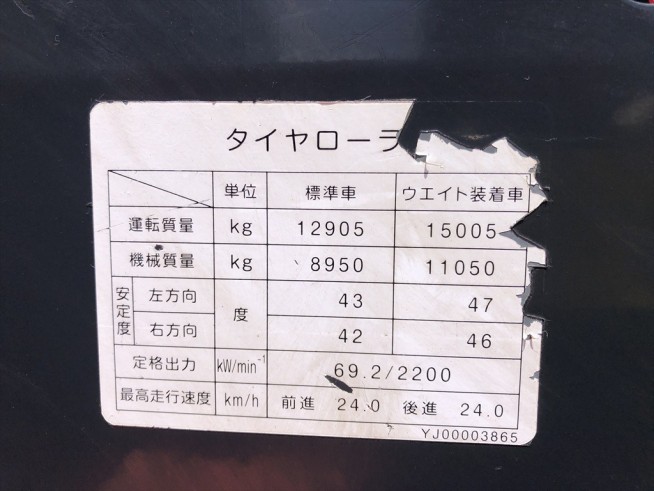 タイヤローラ
単位 標準車 ウエイト装着車
運転質量 kg 12905 15005
機械質量 kg 8950 11050
安定度 左方向 度 43 47
右方向 42 46
定格出力 kW/min⁻¹ 69.2/2200
最高走行速度 km/h 前進 24.0 後進 24.0
YJ00003865